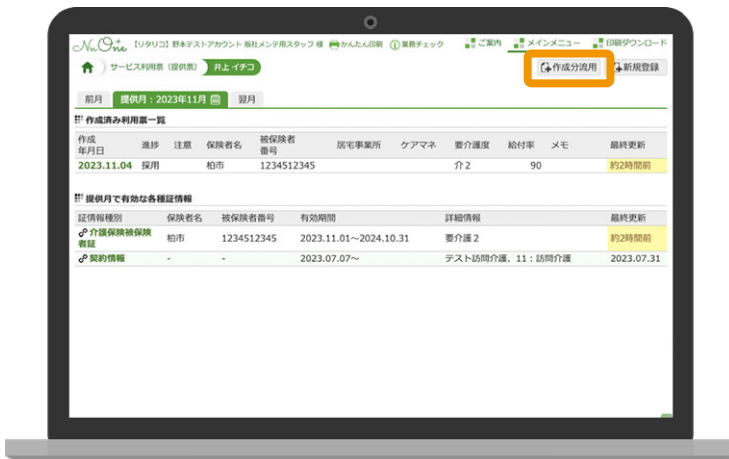 Nu One 【リタリコ】野本テストアカウント 販社メンテ用スタッフ 様 かんたん印刷 業務チェック ご案内 メインメニュー 印刷ダウンロード
サービス利用票（提供票） 井上 イチコ 作成分流用 新規登録
前月 提供月：2023年11月 翌月
作成済み利用票一覧
作成年月日 進捗 注意 保険者名 被保険者番号 居宅事業所 ケアマネ 要介護度 給付率 メモ 最終更新
2023.11.04 採用 柏市 1234512345 介２ 90 約2時間前
提供月で有効な各種証情報
証情報種別 保険者名 被保険者番号 有効期間 詳細情報 最終更新
介護保険被保険者証 柏市 1234512345 2023.11.01～2024.10.31 要介護２ 約2時間前
契約情報 - - 2023.07.07～ テスト訪問介護、11：訪問介護 2023.07.31